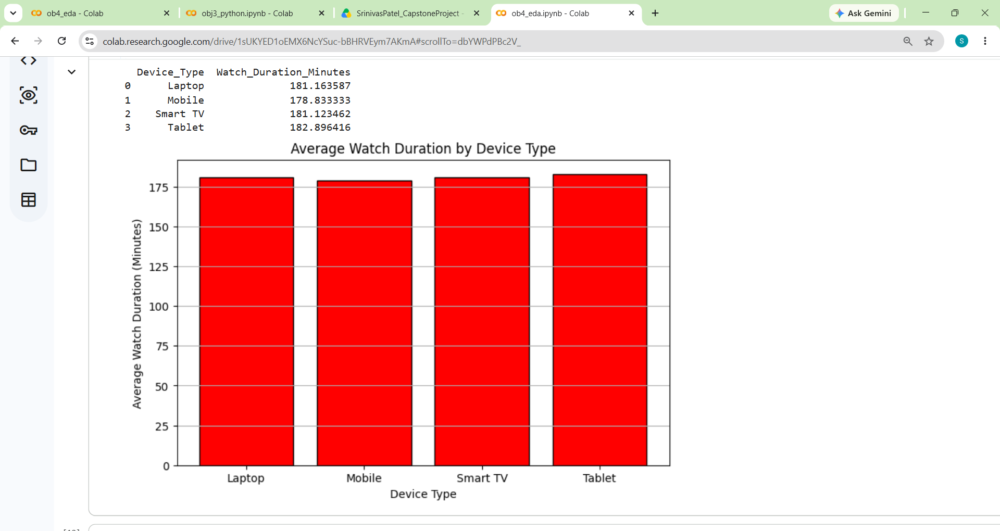 ob4_eda - Colab
obj3_python.ipynb - Colab
SrinivasPatel_CapstoneProject -
ob4_eda.ipynb - Colab
Ask Gemini
colab.research.google.com/drive/1sUKYED1oEMX6NcYSuc-bBHRVEym7AKmA#scrollTo=dbYWPdPBc2V_
S
Device_Type Watch_Duration_Minutes
0 Laptop 181.163587
1 Mobile 178.833333
2 Smart TV 181.123462
3 Tablet 182.896416
Average Watch Duration by Device Type
Average Watch Duration (Minutes)
175
150
125
100
75
50
25
0
Laptop Mobile Smart TV Tablet
Device Type